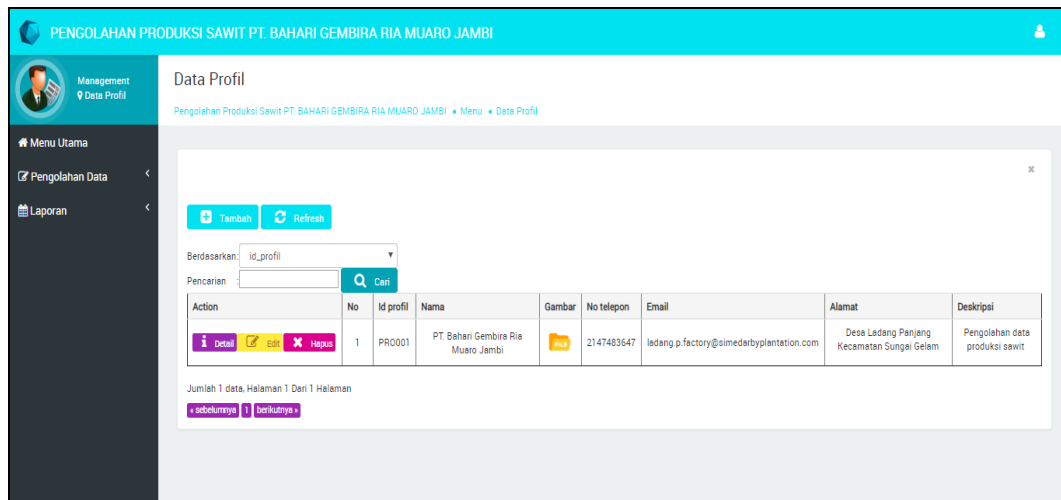 PENGOLAHAN PRODUKSI SAWIT PT. BAHARI GEMBIRA RIA MUARO JAMBI
Management
Data Profil
Menu Utama
Pengolahan Data
Laporan
Data Profil
Pengolahan Produksi Sawit PT. BAHARI GEMBIRA RIA MUARO JAMBI • Menu • Data Profil
Tambah Refresh
Berdasarkan: id_profil
Pencarian : Cari
Action No Id profil Nama Gambar No telepon Email Alamat Deskripsi
Detail Edit Hapus 1 PRO001 PT. Bahari Gembira Ria Muaro Jambi FILE 2147483647 ladang.p.factory@simedarbyplantation.com Desa Ladang Panjang Kecamatan Sungai Gelam Pengolahan data produksi sawit
Jumlah 1 data, Halaman 1 Dari 1 Halaman
« sebelumnya 1 berikutnya »